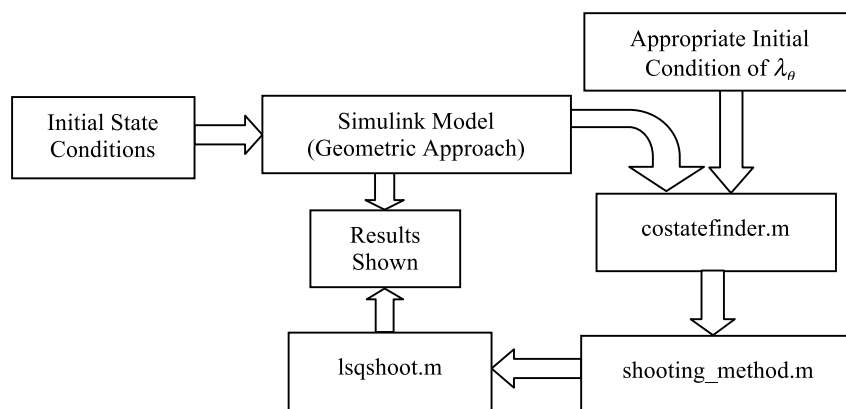 Appropriate Initial
Condition of λθ
Initial State
Conditions
Simulink Model
(Geometric Approach)
Results
Shown
costatefinder.m
lsqshoot.m
shooting_method.m